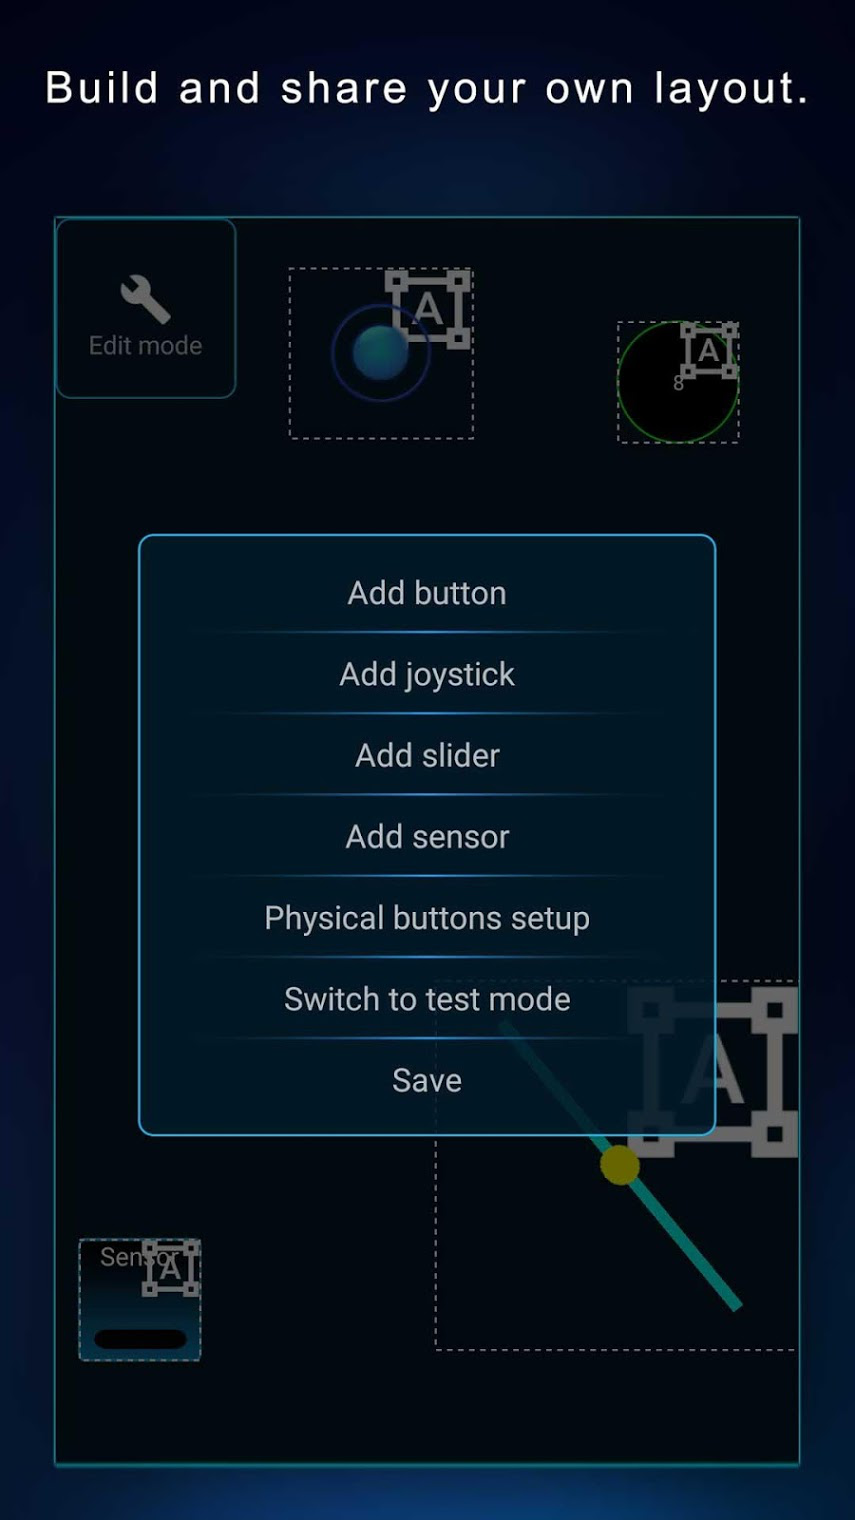 Build and share your own layout.
Edit mode
A
A
8
Add button
Add joystick
Add slider
Add sensor
Physical buttons setup
Switch to test mode
A
Save
Sensor
A